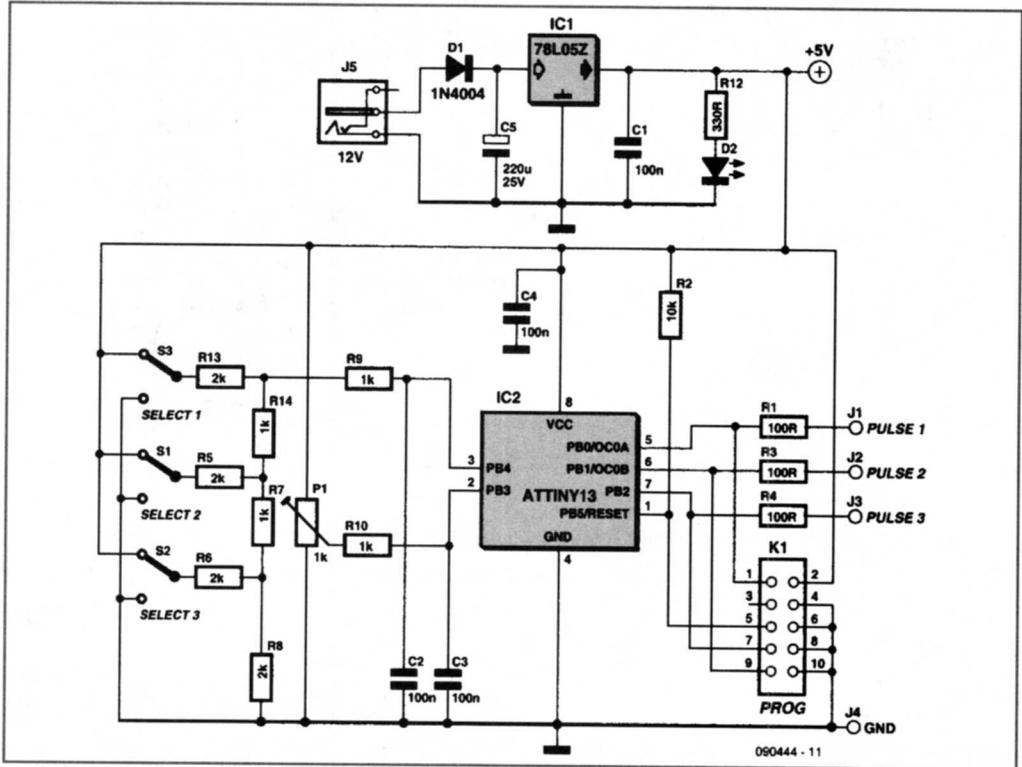 IC1
78L05Z
+5V
D1
1N4004
J5
12V
C5
220u
25V
C1
100n
R12
330R
D2
C4
100n
R2
10k
S3
R13
2k
R9
1k
SELECT 1
R14
1k
S1
R5
2k
SELECT 2
R7
1k
P1
1k
R10
1k
S2
R6
2k
SELECT 3
R8
2k
C2
100n
C3
100n
IC2
8
VCC
3
PB4
2
PB3
PB0/OC0A
5
PB1/OC0B
6
ATTINY13
PB2
7
PB5/RESET
1
GND
4
R1
100R
J1
PULSE 1
R3
100R
J2
PULSE 2
R4
100R
J3
PULSE 3
K1
1
2
3
4
5
6
7
8
9
10
PROG
J4
GND
090444 - 11